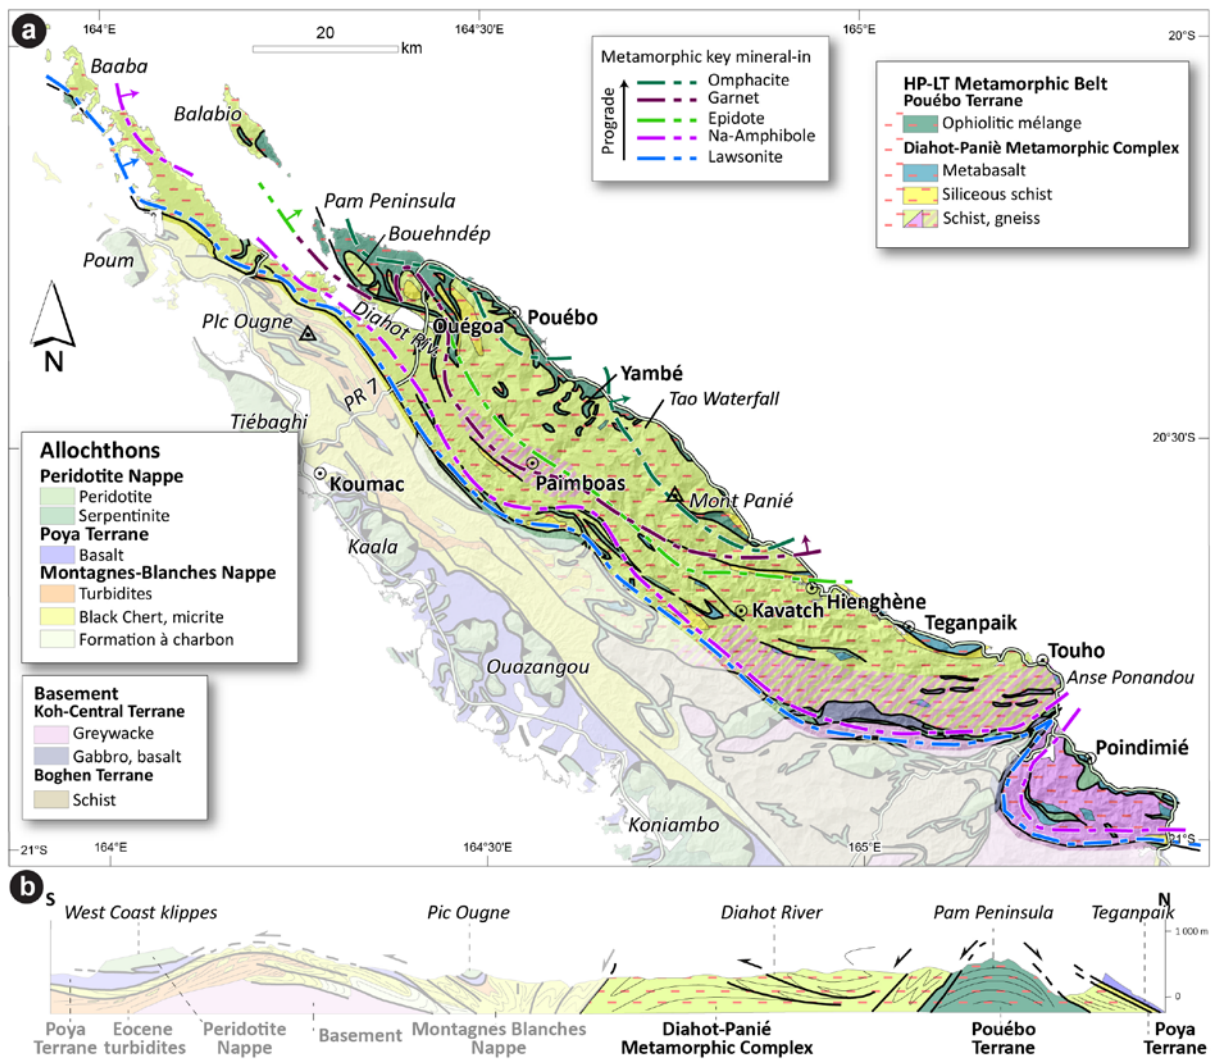 a
164°E
164°30'E
165°E
20
km
20°S
Baaba
Balabio
Metamorphic key mineral-in
Prograde
Omphacite
Garnet
Epidote
Na-Amphibole
Lawsonite
HP-LT Metamorphic Belt
Pouébo Terrane
Ophiolitic mélange
Diahot-Paniè Metamorphic Complex
Metabasalt
Siliceous schist
Schist, gneiss
Pam Peninsula
Bouehndép
Poum
N
PIc Ougne
Diahot Riv.
Ouégoa
Pouébo
Yambé
Tao Waterfall
PR 7
Tiébaghi
20°30'S
Koumac
Paimboas
Mont Panié
Kaala
Kavatch
Hienghène
Teganpaik
Touho
Anse Ponandou
Ouazangou
Poindimié
Koniambo
Allochthons
Peridotite Nappe
Peridotite
Serpentinite
Poya Terrane
Basalt
Montagnes-Blanches Nappe
Turbidites
Black Chert, micrite
Formation à charbon
Basement
Koh-Central Terrane
Greywacke
Gabbro, basalt
Boghen Terrane
Schist
21°S
164°E
164°30'E
165°E
21°S
b
S
N
West Coast klippes
Pic Ougne
Diahot River
Pam Peninsula
Teganpaik
1 000 m
0
Poya
Terrane
Eocene
turbidites
Peridotite
Nappe
Basement
Montagnes Blanches
Nappe
Diahot-Panié
Metamorphic Complex
Pouébo
Terrane
Poya
Terrane